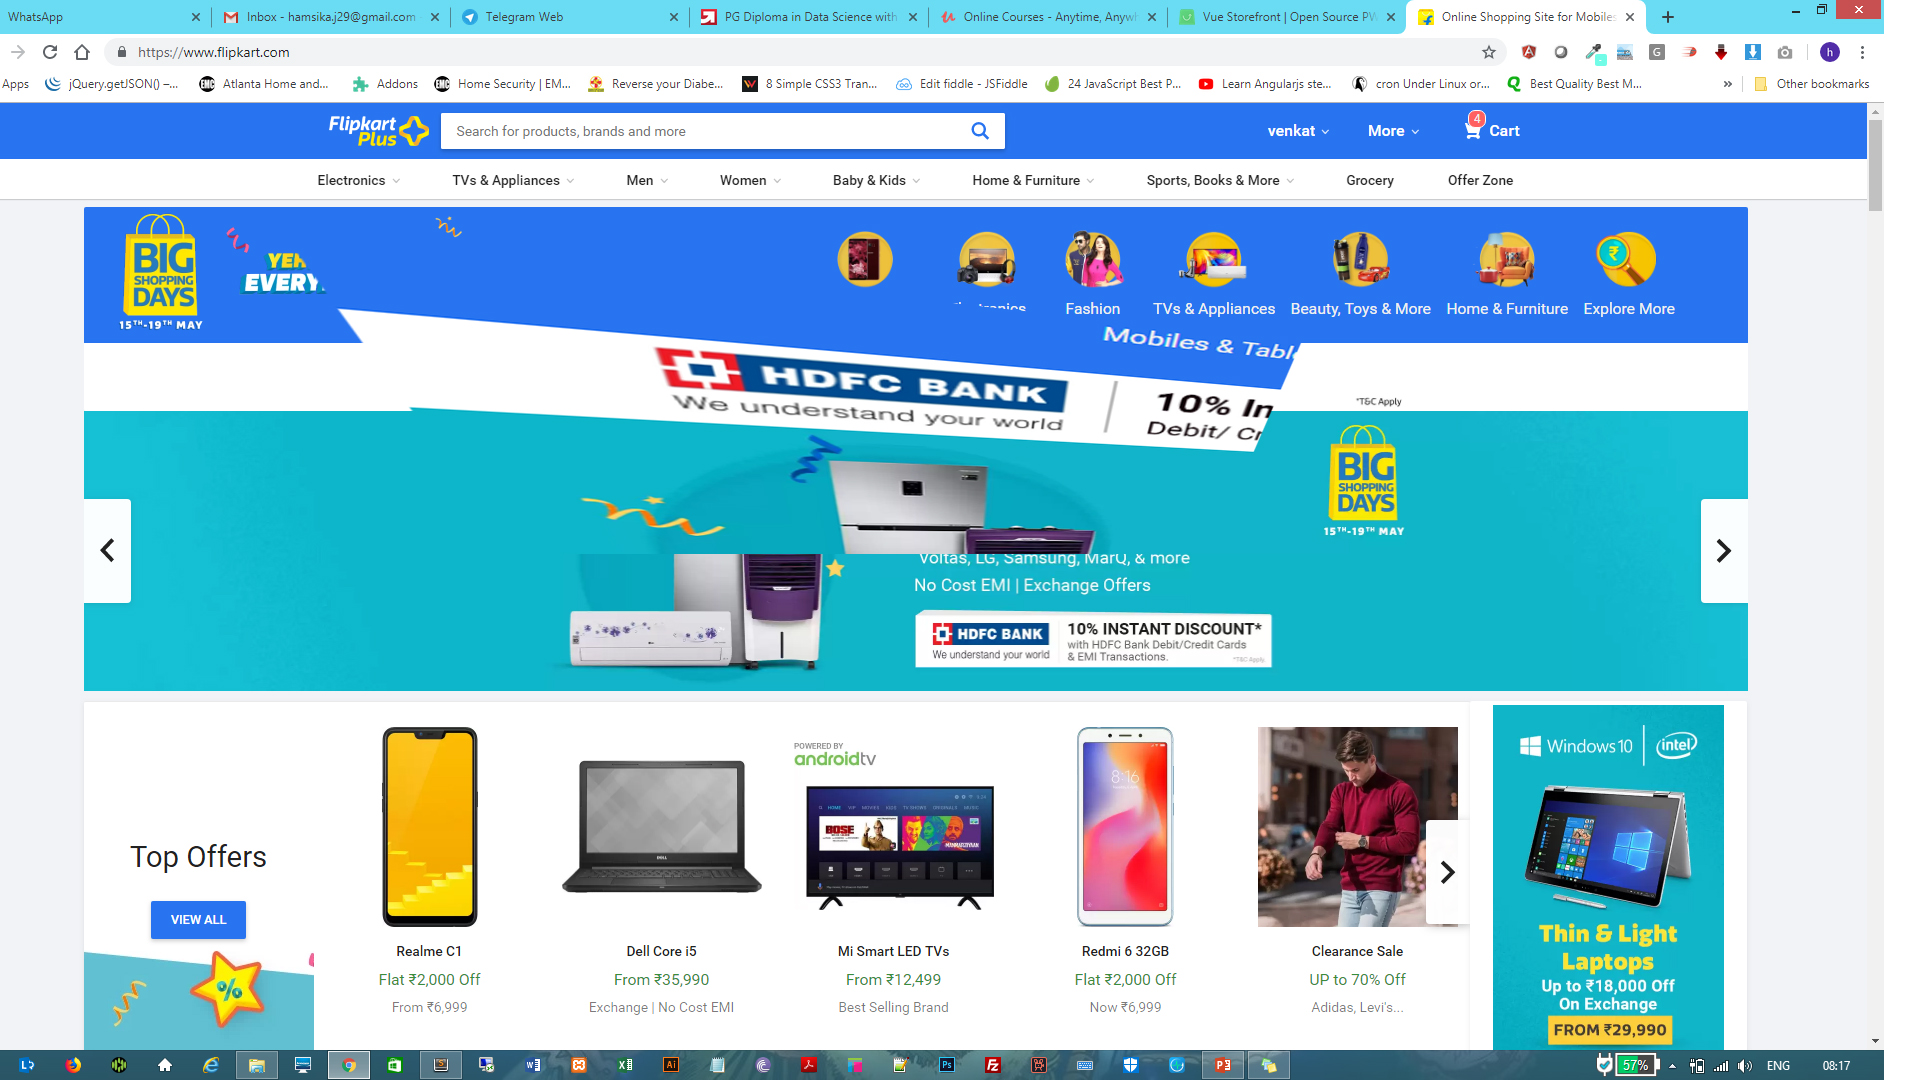 WhatsApp
Inbox - hamsika.j29@gmail.com
Telegram Web
PG Diploma in Data Science with
Online Courses - Anytime, Anywh
Vue Storefront | Open Source PW
Online Shopping Site for Mobiles
https://www.flipkart.com
Apps
jQuery.getJSON() –...
Atlanta Home and...
Addons
Home Security | EM...
Reverse your Diabe...
8 Simple CSS3 Tran...
Edit fiddle - JSFiddle
24 JavaScript Best P...
Learn Angularjs ste...
cron Under Linux or...
Best Quality Best M...
»
Other bookmarks
Flipkart
Plus
Search for products, brands and more
venkat
More
4
Cart
Electronics
TVs & Appliances
Men
Women
Baby & Kids
Home & Furniture
Sports, Books & More
Grocery
Offer Zone
BIG
SHOPPING
DAYS
15TH-19TH MAY
YEH
EVERY
Electronics
Fashion
TVs & Appliances
Beauty, Toys & More
Home & Furniture
Explore More
Mobiles & Table
HDFC BANK
We understand your world
10% In
Debit/ Cr
*T&C Apply
BIG
SHOPPING
DAYS
15TH-19TH MAY
Voltas, LG, Samsung, MarQ, & more
No Cost EMI | Exchange Offers
HDFC BANK
We understand your world
10% INSTANT DISCOUNT*
with HDFC Bank Debit/Credit Cards
& EMI Transactions.
*T&C Apply
Top Offers
VIEW ALL
%
Realme C1
Flat ₹2,000 Off
From ₹6,999
DELL
Dell Core i5
From ₹35,990
Exchange | No Cost EMI
POWERED BY
androidtv
HOME
BOSE
Mi Smart LED TVs
From ₹12,499
Best Selling Brand
8:16
Redmi 6 32GB
Flat ₹2,000 Off
Now ₹6,999
Clearance Sale
UP to 70% Off
Adidas, Levi's...
Windows 10
intel
Thin & Light
Laptops
Up to ₹18,000 Off
On Exchange
FROM ₹29,990
57%
ENG
08:17